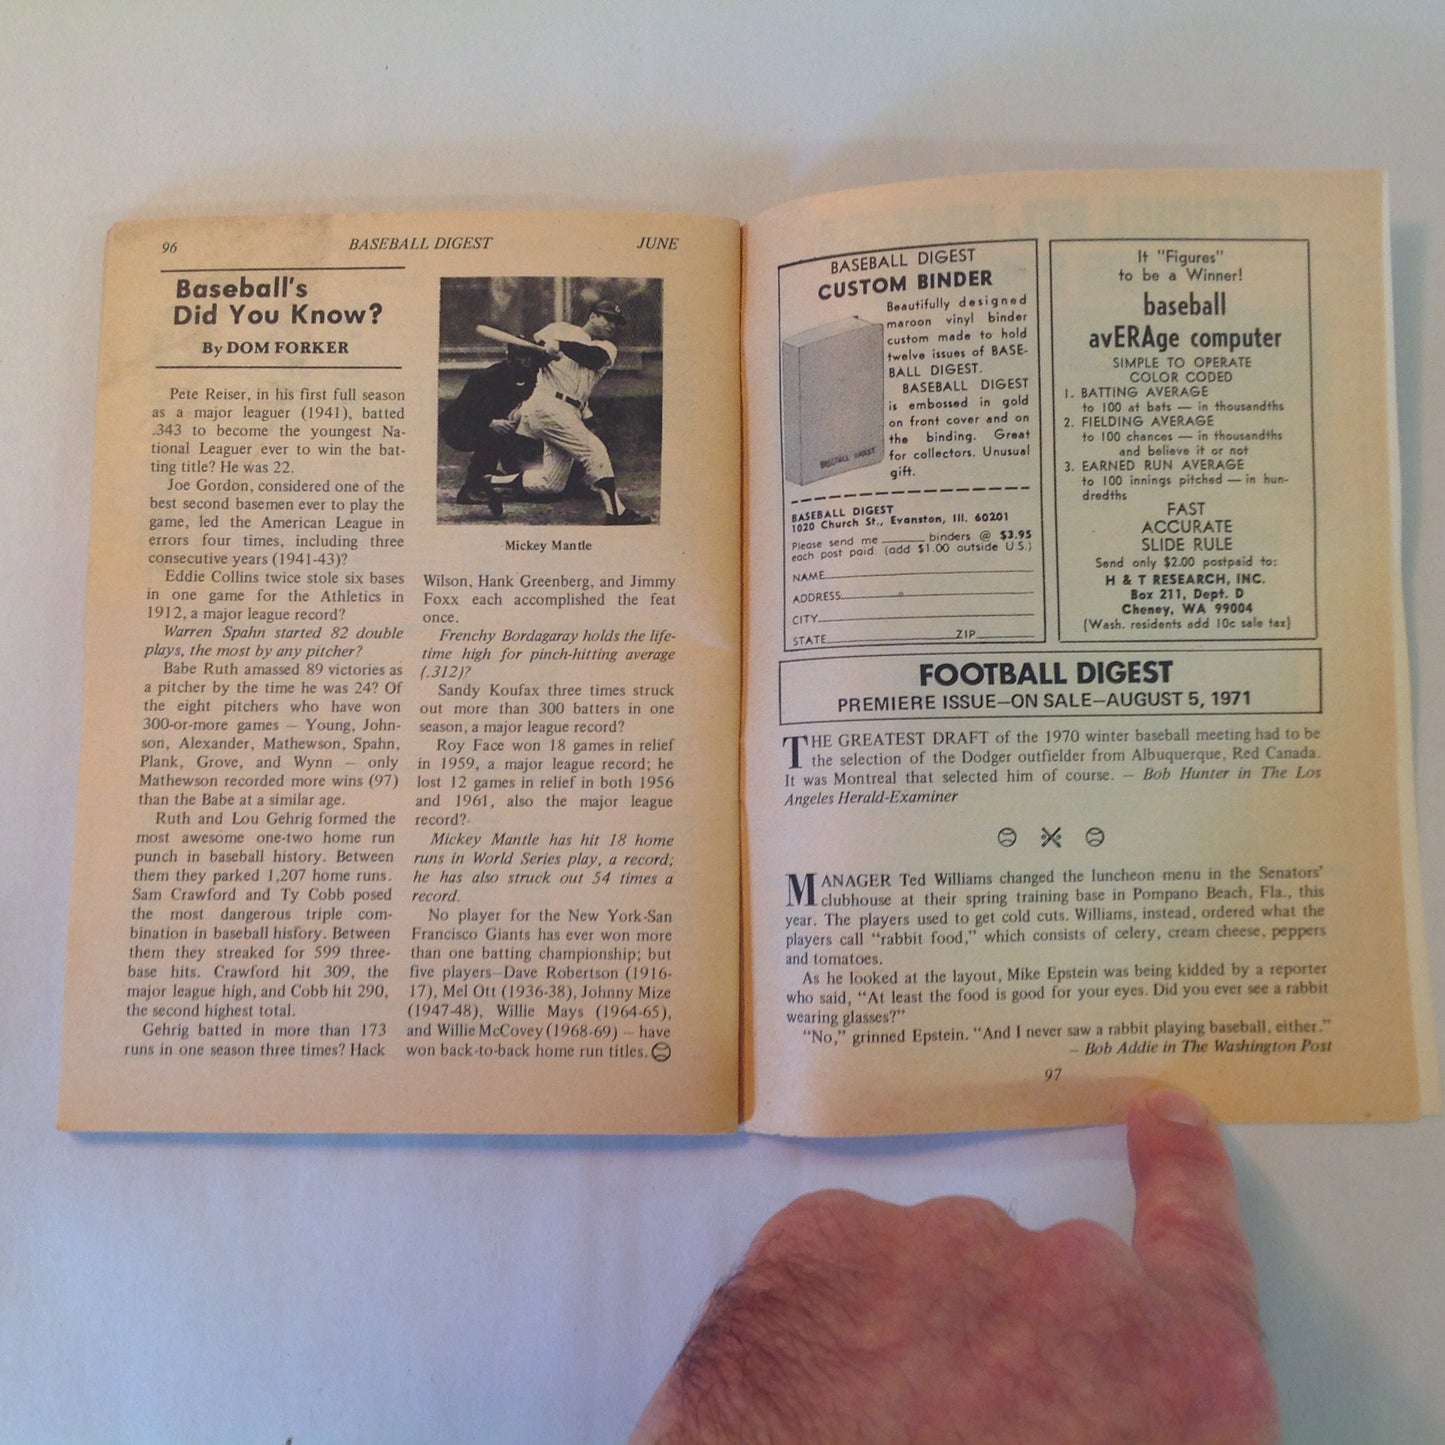 96
BASEBALL DIGEST
JUNE
Baseball's
Did You Know?
By DOM FORKER
Pete Reiser, in his first full season
as a major leaguer (1941), batted
.343 to become the youngest Na-
tional Leaguer ever to win the bat-
ting title? He was 22.
Joe Gordon, considered one of the
best second basemen ever to play the
game, led the American League in
errors four times, including three
consecutive years (1941-43)?
Eddie Collins twice stole six bases
in one game for the Athletics in
1912, a major league record?
Warren Spahn started 82 double
plays, the most by any pitcher?
Babe Ruth amassed 89 victories as
a pitcher by the time he was 24? Of
the eight pitchers who have won
300-or-more games — Young, John-
son, Alexander, Mathewson, Spahn,
Plank, Grove, and Wynn — only
Mathewson recorded more wins (97)
than the Babe at a similar age.
Ruth and Lou Gehrig formed the
most awesome one-two home run
punch in baseball history. Between
them they parked 1,207 home runs.
Sam Crawford and Ty Cobb posed
the most dangerous triple com-
bination in baseball history. Between
them they streaked for 599 three-
base hits. Crawford hit 309, the
major league high, and Cobb hit 290,
the second highest total.
Gehrig batted in more than 173
runs in one season three times? Hack
Mickey Mantle
Wilson, Hank Greenberg, and Jimmy
Foxx each accomplished the feat
once.
Frenchy Bordagaray holds the life-
time high for pinch-hitting average
(.312)?
Sandy Koufax three times struck
out more than 300 batters in one
season, a major league record?
Roy Face won 18 games in relief
in 1959, a major league record; he
lost 12 games in relief in both 1956
and 1961, also the major league
record?
Mickey Mantle has hit 18 home
runs in World Series play, a record;
he has also struck out 54 times a
record.
No player for the New York-San
Francisco Giants has ever won more
than one batting championship; but
five players—Dave Robertson (1916-
17), Mel Ott (1936-38), Johnny Mize
(1947-48), Willie Mays (1964-65),
and Willie McCovey (1968-69) — have
won back-to-back home run titles.
BASEBALL DIGEST
CUSTOM BINDER
Beautifully designed
maroon vinyl binder
custom made to hold
twelve issues of BASE-
BALL DIGEST.
BASEBALL DIGEST
is embossed in gold
on front cover and on
the binding. Great
for collectors. Unusual
gift.
BASEBALL DIGEST
BASEBALL DIGEST
1020 Church St., Evanston, Ill. 60201
Please send me ______ binders @ $3.95
each post paid (add $1.00 outside U.S.)
NAME
ADDRESS
CITY
STATE ZIP
It "Figures"
to be a Winner!
baseball
avERAge computer
SIMPLE TO OPERATE
COLOR CODED
1. BATTING AVERAGE
to 100 at bats — in thousandths
2. FIELDING AVERAGE
to 100 chances — in thousandths
and believe it or not
3. EARNED RUN AVERAGE
to 100 innings pitched — in hun-
dredths
FAST
ACCURATE
SLIDE RULE
Send only $2.00 postpaid to:
H & T RESEARCH, INC.
Box 211, Dept. D
Cheney, WA 99004
(Wash. residents add 10c sale tax)
FOOTBALL DIGEST
PREMIERE ISSUE—ON SALE—AUGUST 5, 1971
THE GREATEST DRAFT of the 1970 winter baseball meeting had to be
the selection of the Dodger outfielder from Albuquerque, Red Canada.
It was Montreal that selected him of course. — Bob Hunter in The Los
Angeles Herald-Examiner
MANAGER Ted Williams changed the luncheon menu in the Senators'
clubhouse at their spring training base in Pompano Beach, Fla., this
year. The players used to get cold cuts. Williams, instead, ordered what the
players call "rabbit food," which consists of celery, cream cheese, peppers
and tomatoes.
As he looked at the layout, Mike Epstein was being kidded by a reporter
who said, "At least the food is good for your eyes. Did you ever see a rabbit
wearing glasses?"
"No," grinned Epstein. "And I never saw a rabbit playing baseball, either."
— Bob Addie in The Washington Post
97